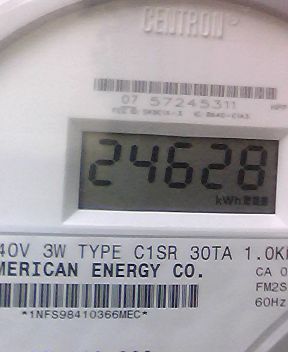 CENTRON
07 57245311
24628
kWh
40V 3W TYPE C1SR 30TA 1.0K
MERICAN ENERGY CO.
CA 0
FM2S
60Hz
*1NFS98410366MEC*